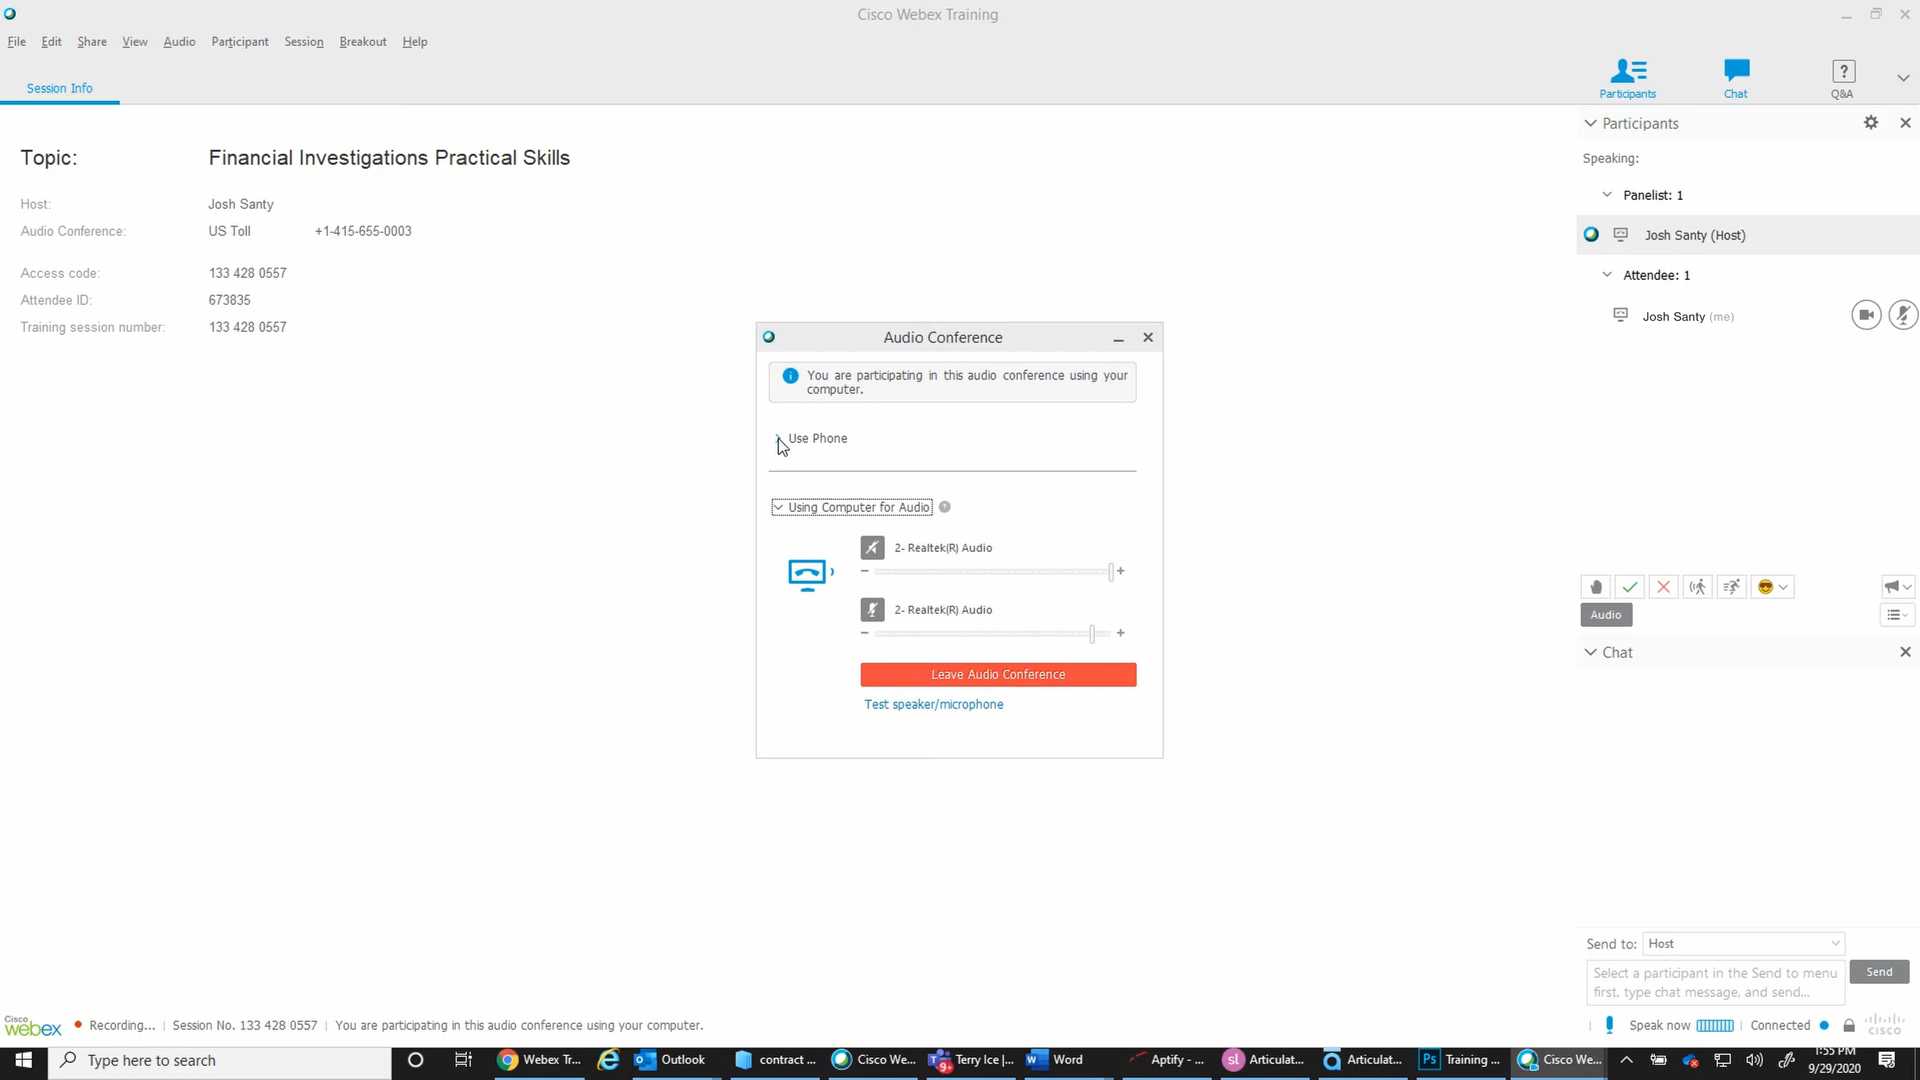 Cisco Webex Training
File Edit Share View Audio Participant Session Breakout Help
Session Info
Participants Chat Q&A
Topic: Financial Investigations Practical Skills
Host: Josh Santy
Audio Conference: US Toll +1-415-655-0003
Access code: 133 428 0557
Attendee ID: 673835
Training session number: 133 428 0557
Audio Conference
You are participating in this audio conference using your
computer.
Use Phone
Using Computer for Audio
2- Realtek(R) Audio
2- Realtek(R) Audio
Leave Audio Conference
Test speaker/microphone
Participants
Speaking:
Panelist: 1
Josh Santy (Host)
Attendee: 1
Josh Santy (me)
Audio
Chat
Send to: Host
Select a participant in the Send to menu
first, type chat message, and send...
Send
Cisco
webex
Recording... Session No. 133 428 0557 You are participating in this audio conference using your computer.
Speak now Connected
cisco
Type here to search
Webex Tr... Outlook contract ... Cisco We... 9+ Terry Ice |... Word Aptify - ... sl Articulat... Articulat... Ps Training ... Cisco We...
1:55 PM
9/29/2020